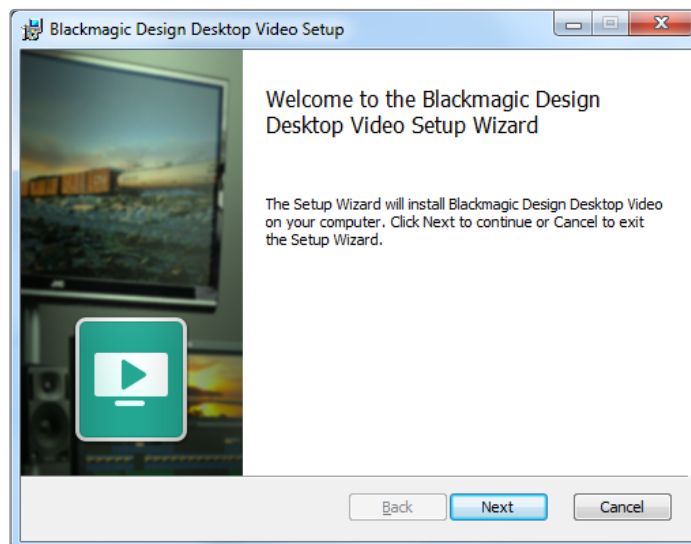 Blackmagic Design Desktop Video Setup
Welcome to the Blackmagic Design
Desktop Video Setup Wizard
The Setup Wizard will install Blackmagic Design Desktop Video
on your computer. Click Next to continue or Cancel to exit
the Setup Wizard.
JVC
Back
Next
Cancel